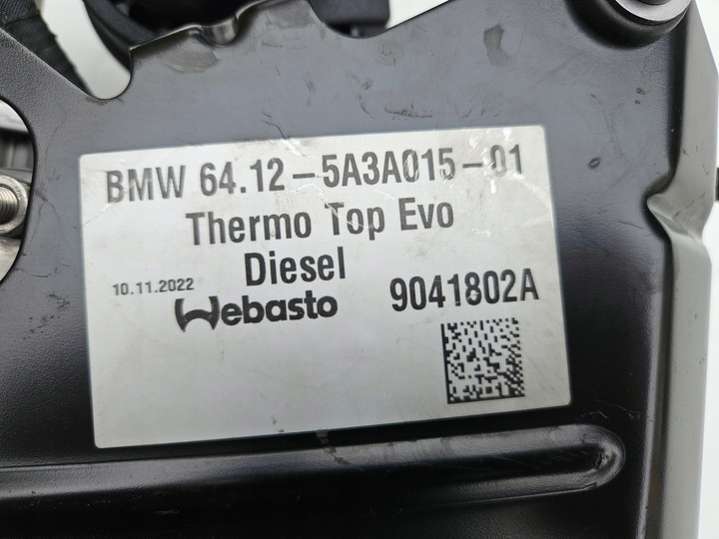 BMW 64.12-5A3A015-01
Thermo Top Evo
Diesel
10.11.2022
Webasto 9041802A